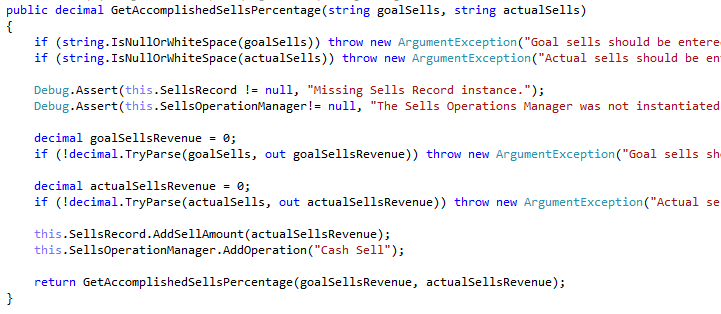 public decimal GetAccomplishedSellsPercentage(string goalSells, string actualSells)
{
if (string.IsNullOrWhiteSpace(goalSells)) throw new ArgumentException("Goal sells should be entere
if (string.IsNullOrWhiteSpace(actualSells)) throw new ArgumentException("Actual sells should be en
Debug.Assert(this.SellsRecord != null, "Missing Sells Record instance.");
Debug.Assert(this.SellsOperationManager!= null, "The Sells Operations Manager was not instantiated
decimal goalSellsRevenue = 0;
if (!decimal.TryParse(goalSells, out goalSellsRevenue)) throw new ArgumentException("Goal sells sh
decimal actualSellsRevenue = 0;
if (!decimal.TryParse(actualSells, out actualSellsRevenue)) throw new ArgumentException("Actual se
this.SellsRecord.AddSellAmount(actualSellsRevenue);
this.SellsOperationManager.AddOperation("Cash Sell");
return GetAccomplishedSellsPercentage(goalSellsRevenue, actualSellsRevenue);
}